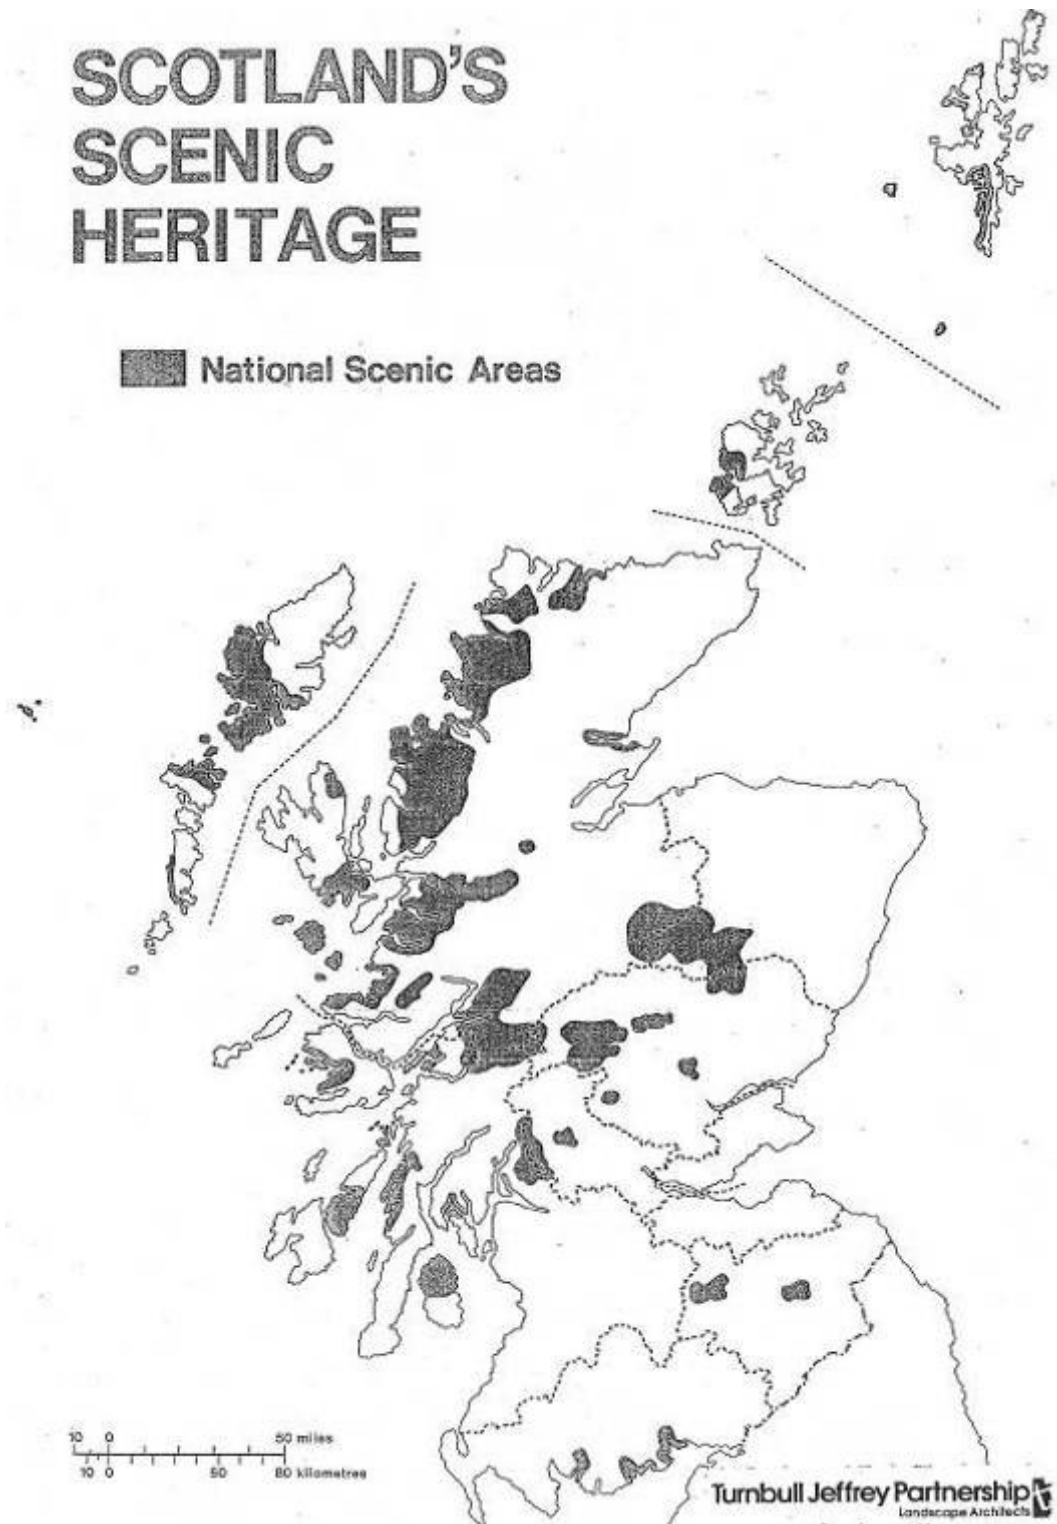 SCOTLAND'S
SCENIC
HERITAGE
National Scenic Areas
10 0 50 miles
10 0 50 80 kilometres
Turnbull Jeffrey Partnership
Landscape Architects